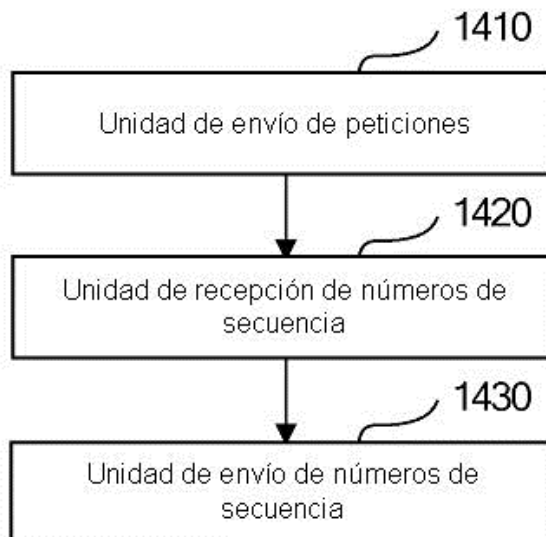 1410
Unidad de envío de peticiones
1420
Unidad de recepción de números de
secuencia
1430
Unidad de envío de números de
secuencia